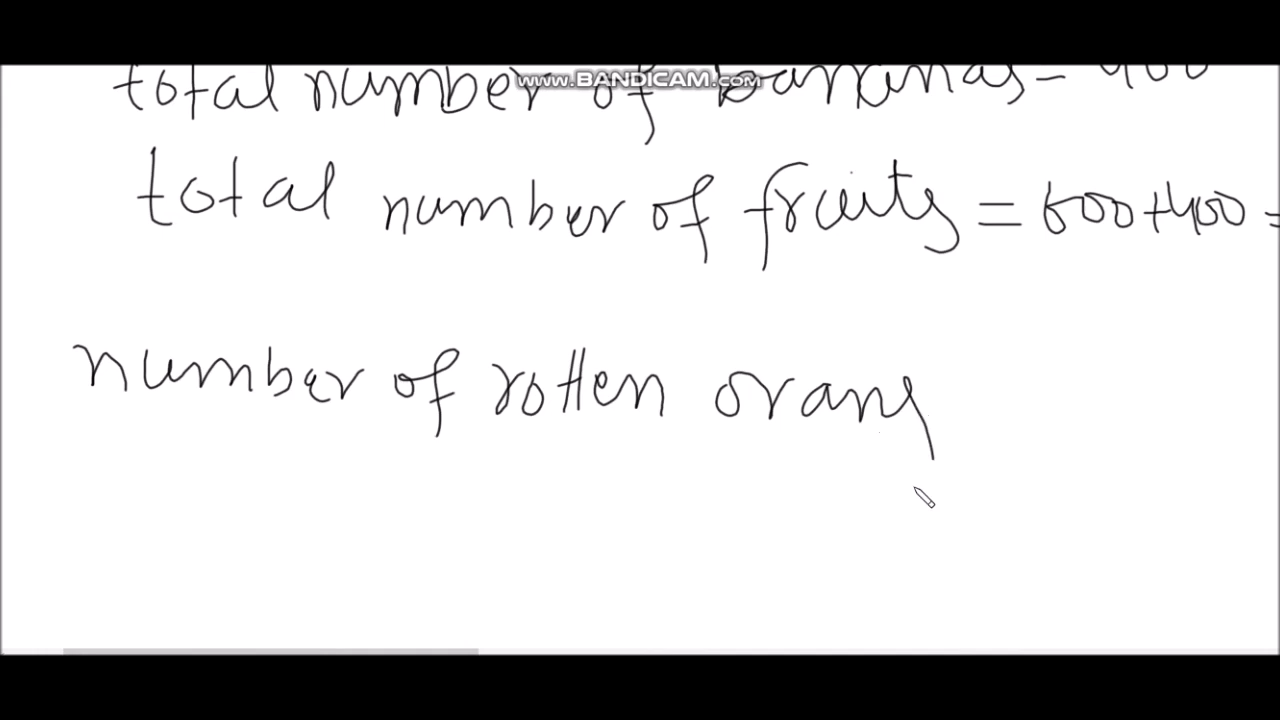 www.BANDICAM.com
total number of bananas = 400
total number of fruits = 600+400 =
number of rotten orang